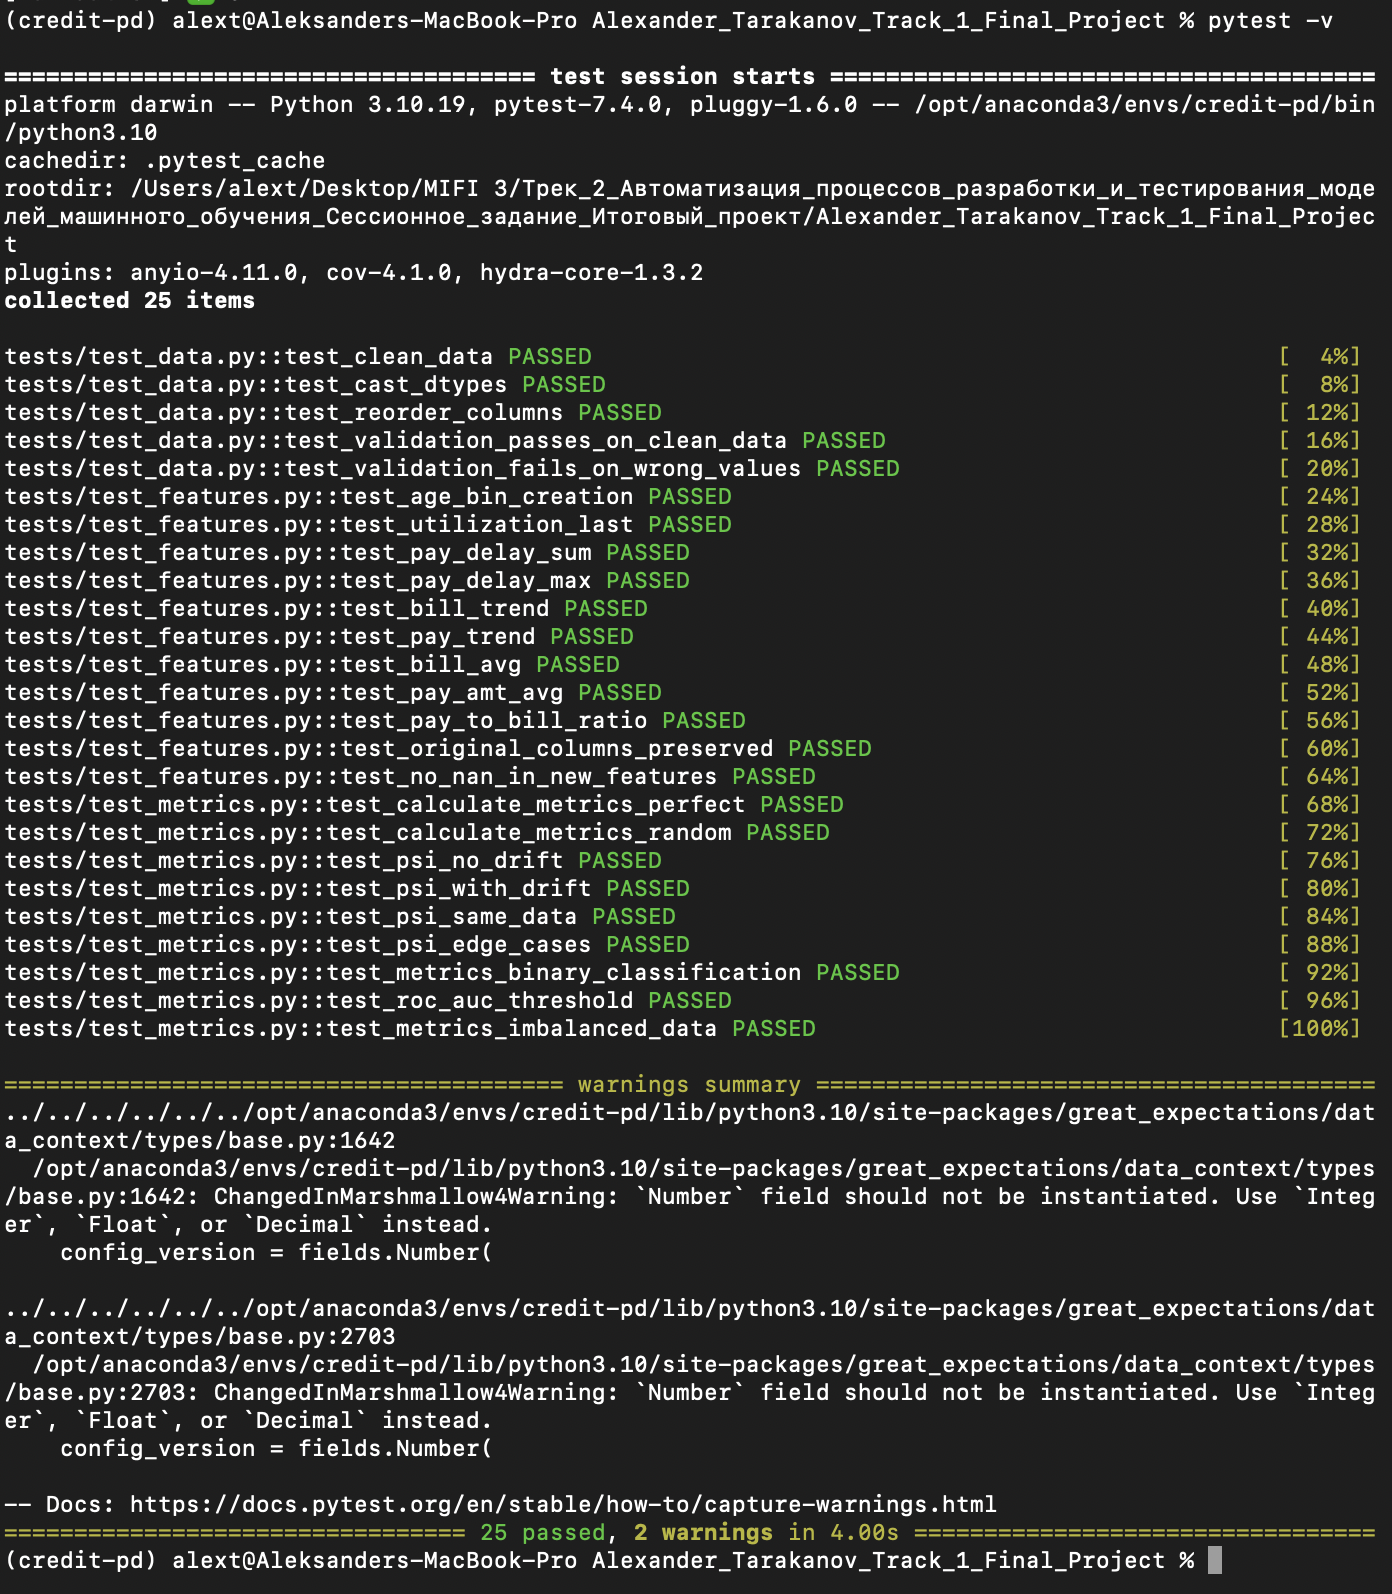 (credit-pd) alext@Aleksanders-MacBook-Pro Alexander_Tarakanov_Track_1_Final_Project % pytest -v
====================================== test session starts =======================================
platform darwin -- Python 3.10.19, pytest-7.4.0, pluggy-1.6.0 -- /opt/anaconda3/envs/credit-pd/bin
/python3.10
cachedir: .pytest_cache
rootdir: /Users/alext/Desktop/MIFI 3/Трек_2_Автоматизация_процессов_разработки_и_тестирования_моде
лей_машинного_обучения_Сессионное_задание_Итоговый_проект/Alexander_Tarakanov_Track_1_Final_Projec
t
plugins: anyio-4.11.0, cov-4.1.0, hydra-core-1.3.2
collected 25 items
tests/test_data.py::test_clean_data PASSED [  4%]
tests/test_data.py::test_cast_dtypes PASSED [  8%]
tests/test_data.py::test_reorder_columns PASSED [ 12%]
tests/test_data.py::test_validation_passes_on_clean_data PASSED [ 16%]
tests/test_data.py::test_validation_fails_on_wrong_values PASSED [ 20%]
tests/test_features.py::test_age_bin_creation PASSED [ 24%]
tests/test_features.py::test_utilization_last PASSED [ 28%]
tests/test_features.py::test_pay_delay_sum PASSED [ 32%]
tests/test_features.py::test_pay_delay_max PASSED [ 36%]
tests/test_features.py::test_bill_trend PASSED [ 40%]
tests/test_features.py::test_pay_trend PASSED [ 44%]
tests/test_features.py::test_bill_avg PASSED [ 48%]
tests/test_features.py::test_pay_amt_avg PASSED [ 52%]
tests/test_features.py::test_pay_to_bill_ratio PASSED [ 56%]
tests/test_features.py::test_original_columns_preserved PASSED [ 60%]
tests/test_features.py::test_no_nan_in_new_features PASSED [ 64%]
tests/test_metrics.py::test_calculate_metrics_perfect PASSED [ 68%]
tests/test_metrics.py::test_calculate_metrics_random PASSED [ 72%]
tests/test_metrics.py::test_psi_no_drift PASSED [ 76%]
tests/test_metrics.py::test_psi_with_drift PASSED [ 80%]
tests/test_metrics.py::test_psi_same_data PASSED [ 84%]
tests/test_metrics.py::test_psi_edge_cases PASSED [ 88%]
tests/test_metrics.py::test_metrics_binary_classification PASSED [ 92%]
tests/test_metrics.py::test_roc_auc_threshold PASSED [ 96%]
tests/test_metrics.py::test_metrics_imbalanced_data PASSED [100%]
======================================== warnings summary ========================================
../../../../../../opt/anaconda3/envs/credit-pd/lib/python3.10/site-packages/great_expectations/dat
a_context/types/base.py:1642
  /opt/anaconda3/envs/credit-pd/lib/python3.10/site-packages/great_expectations/data_context/types
/base.py:1642: ChangedInMarshmallow4Warning: `Number` field should not be instantiated. Use `Integ
er`, `Float`, or `Decimal` instead.
    config_version = fields.Number(
../../../../../../opt/anaconda3/envs/credit-pd/lib/python3.10/site-packages/great_expectations/dat
a_context/types/base.py:2703
  /opt/anaconda3/envs/credit-pd/lib/python3.10/site-packages/great_expectations/data_context/types
/base.py:2703: ChangedInMarshmallow4Warning: `Number` field should not be instantiated. Use `Integ
er`, `Float`, or `Decimal` instead.
    config_version = fields.Number(
-- Docs: https://docs.pytest.org/en/stable/how-to/capture-warnings.html
================================= 25 passed, 2 warnings in 4.00s =================================
(credit-pd) alext@Aleksanders-MacBook-Pro Alexander_Tarakanov_Track_1_Final_Project %